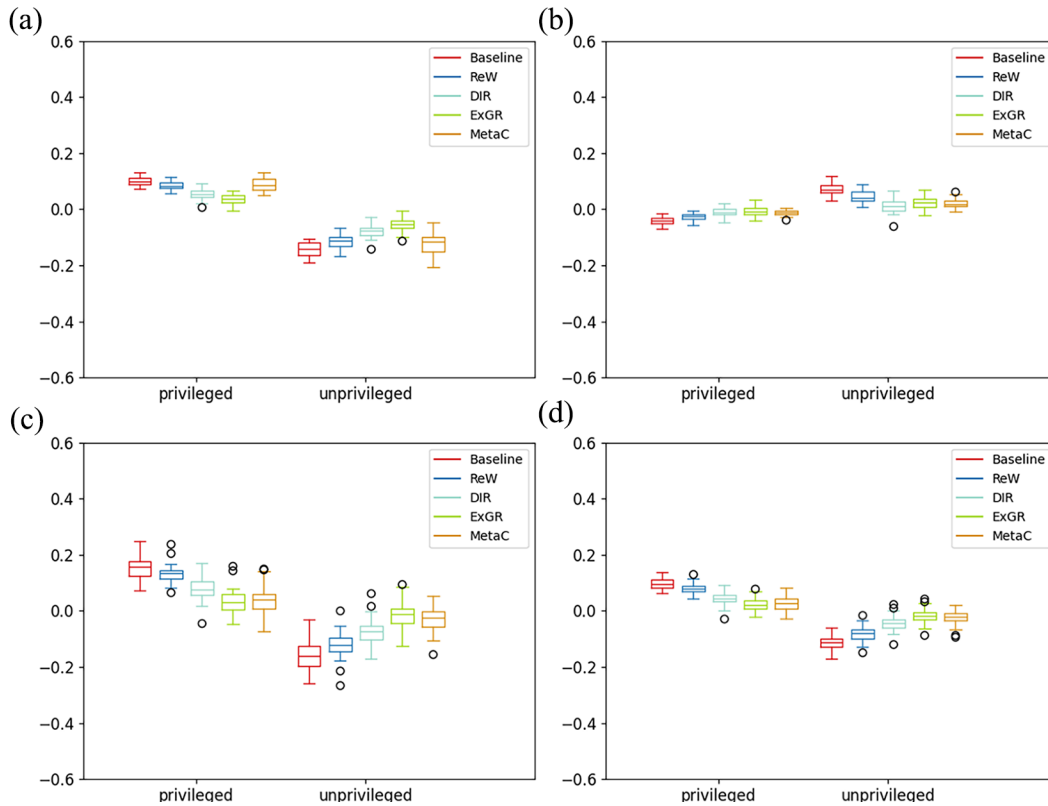 (a)
0.6
0.4
0.2
0.0
−0.2
−0.4
−0.6
privileged unprivileged
Baseline
ReW
DIR
ExGR
MetaC
(b)
0.6
0.4
0.2
0.0
−0.2
−0.4
−0.6
privileged unprivileged
Baseline
ReW
DIR
ExGR
MetaC
(c)
0.6
0.4
0.2
0.0
−0.2
−0.4
−0.6
privileged unprivileged
Baseline
ReW
DIR
ExGR
MetaC
(d)
0.6
0.4
0.2
0.0
−0.2
−0.4
−0.6
privileged unprivileged
Baseline
ReW
DIR
ExGR
MetaC